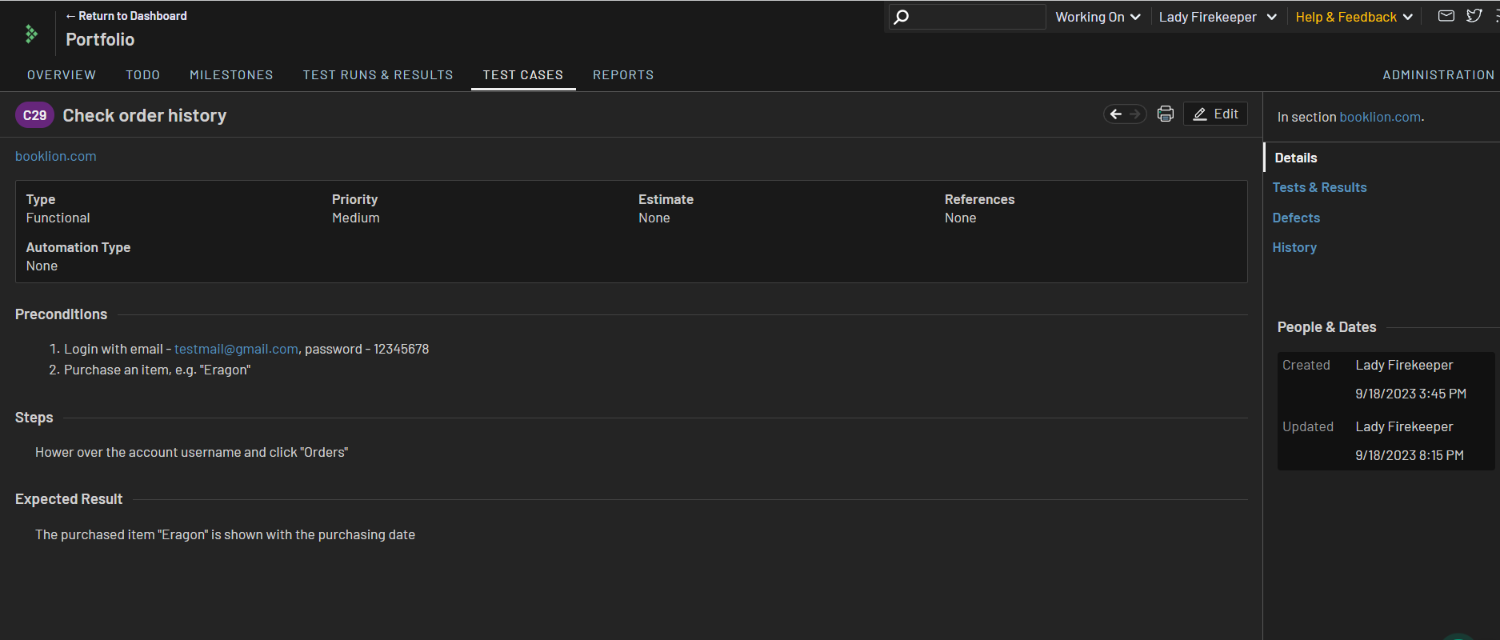 ← Return to Dashboard
Portfolio
Working On
Lady Firekeeper
Help & Feedback
OVERVIEW
TODO
MILESTONES
TEST RUNS & RESULTS
TEST CASES
REPORTS
ADMINISTRATION
C29
Check order history
Edit
In section booklion.com.
booklion.com
Details
Tests & Results
Defects
History
Type
Functional
Priority
Medium
Estimate
None
References
None
Automation Type
None
Preconditions
1. Login with email - testmail@gmail.com, password - 12345678
2. Purchase an item, e.g. "Eragon"
Steps
Hower over the account username and click "Orders"
Expected Result
The purchased item "Eragon" is shown with the purchasing date
People & Dates
Created
Lady Firekeeper
9/18/2023 3:45 PM
Updated
Lady Firekeeper
9/18/2023 8:15 PM